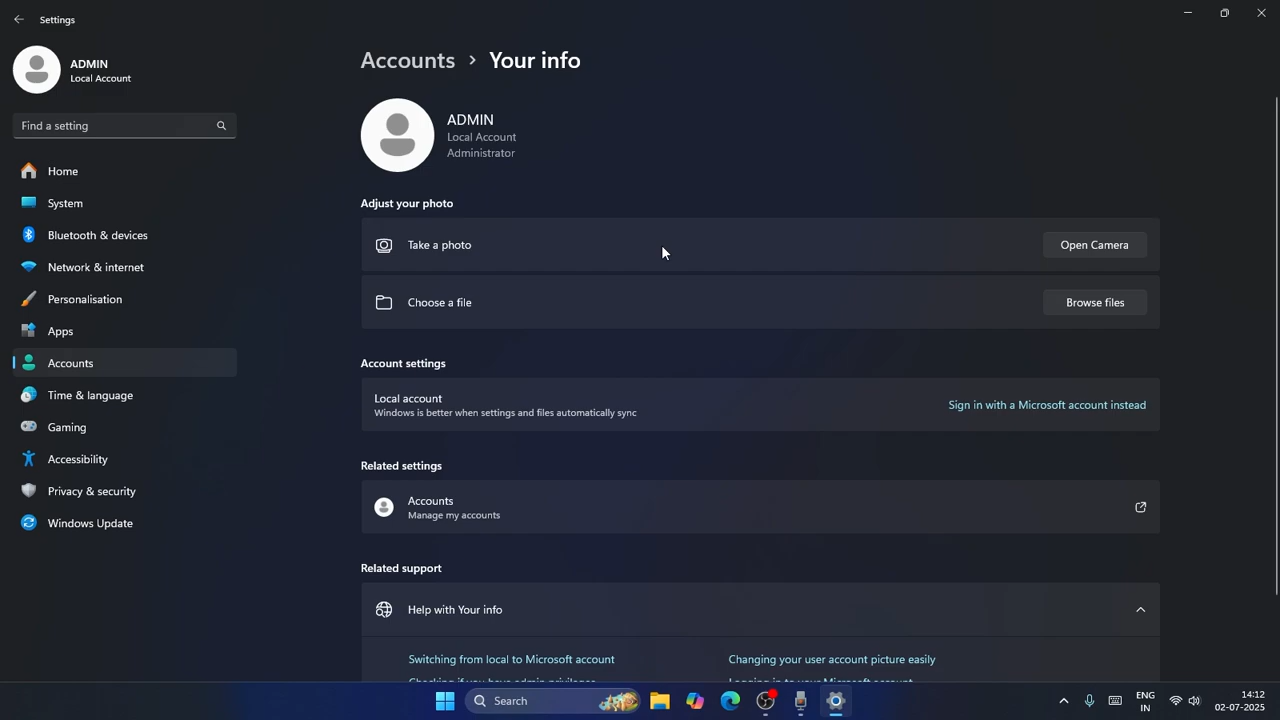 Settings
ADMIN
Local Account
Find a setting
Home
System
Bluetooth & devices
Network & internet
Personalisation
Apps
Accounts
Time & language
Gaming
Accessibility
Privacy & security
Windows Update
Accounts > Your info
ADMIN
Local Account
Administrator
Adjust your photo
Take a photo
Open Camera
Choose a file
Browse files
Account settings
Local account
Windows is better when settings and files automatically sync
Sign in with a Microsoft account instead
Related settings
Accounts
Manage my accounts
Related support
Help with Your info
Switching from local to Microsoft account
Changing your user account picture easily
Search
ENG
IN
14:12
02-07-2025